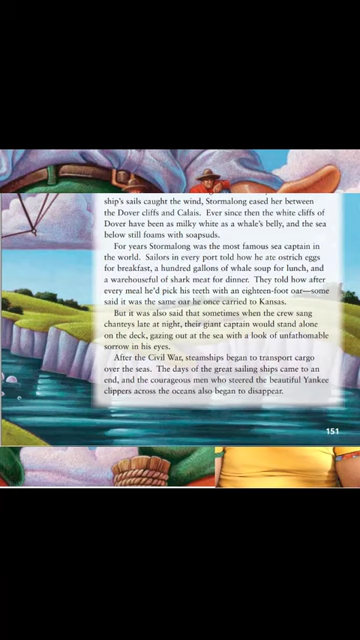 ship's sails caught the wind, Stormalong eased her between
the Dover cliffs and Calais. Ever since then the white cliffs of
Dover have been as milky white as a whale's belly, and the sea
below still foams with soapsuds.
For years Stormalong was the most famous sea captain in
the world. Sailors in every port told how he ate ostrich eggs
for breakfast, a hundred gallons of whale soup for lunch, and
a warehouseful of shark meat for dinner. They told how after
every meal he'd pick his teeth with an eighteen-foot oar—some
said it was the same oar he once carried to Kansas.
But it was also said that sometimes when the crew sang
chanteys late at night, their giant captain would stand alone
on the deck, gazing out at the sea with a look of unfathomable
sorrow in his eyes.
After the Civil War, steamships began to transport cargo
over the seas. The days of the great sailing ships came to an
end, and the courageous men who steered the beautiful Yankee
clippers across the oceans also began to disappear.
151